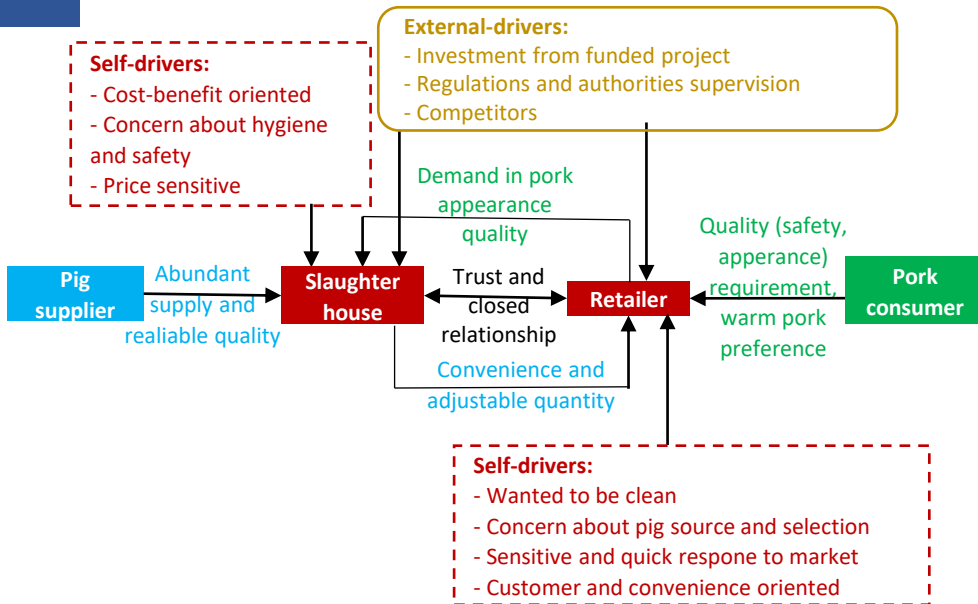 External-drivers:
- Investment from funded project
- Regulations and authorities supervision
- Competitors
Self-drivers:
- Cost-benefit oriented
- Concern about hygiene
and safety
- Price sensitive
Demand in pork
appearance
quality
Quality (safety,
apperance)
requirement,
warm pork
preference
Pig
supplier
Abundant
supply and
realiable quality
Slaughter
house
Trust and
closed
relationship
Retailer
Pork
consumer
Convenience and
adjustable quantity
Self-drivers:
- Wanted to be clean
- Concern about pig source and selection
- Sensitive and quick respone to market
- Customer and convenience oriented